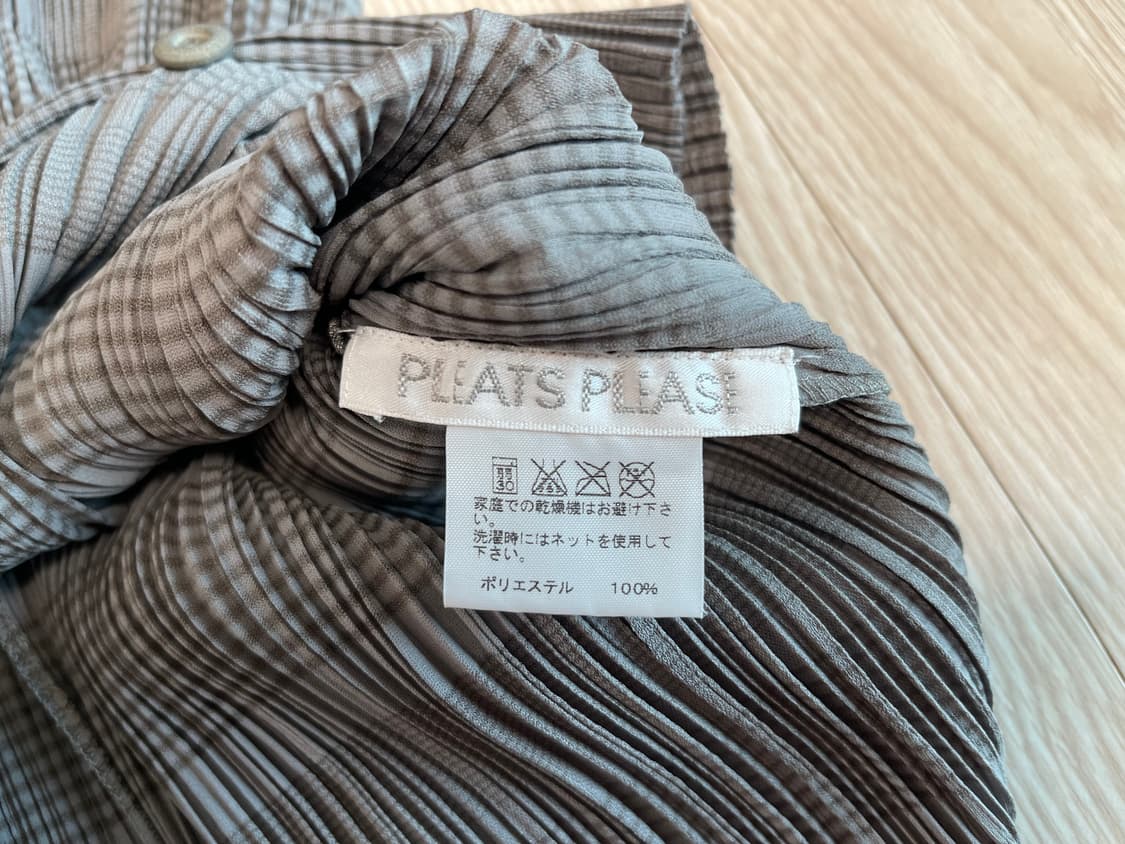 PLEATS PLEASE
家庭での乾燥機はお避け下さ
い。
洗濯時にはネットを使用して
下さい。
ポリエステル 100%